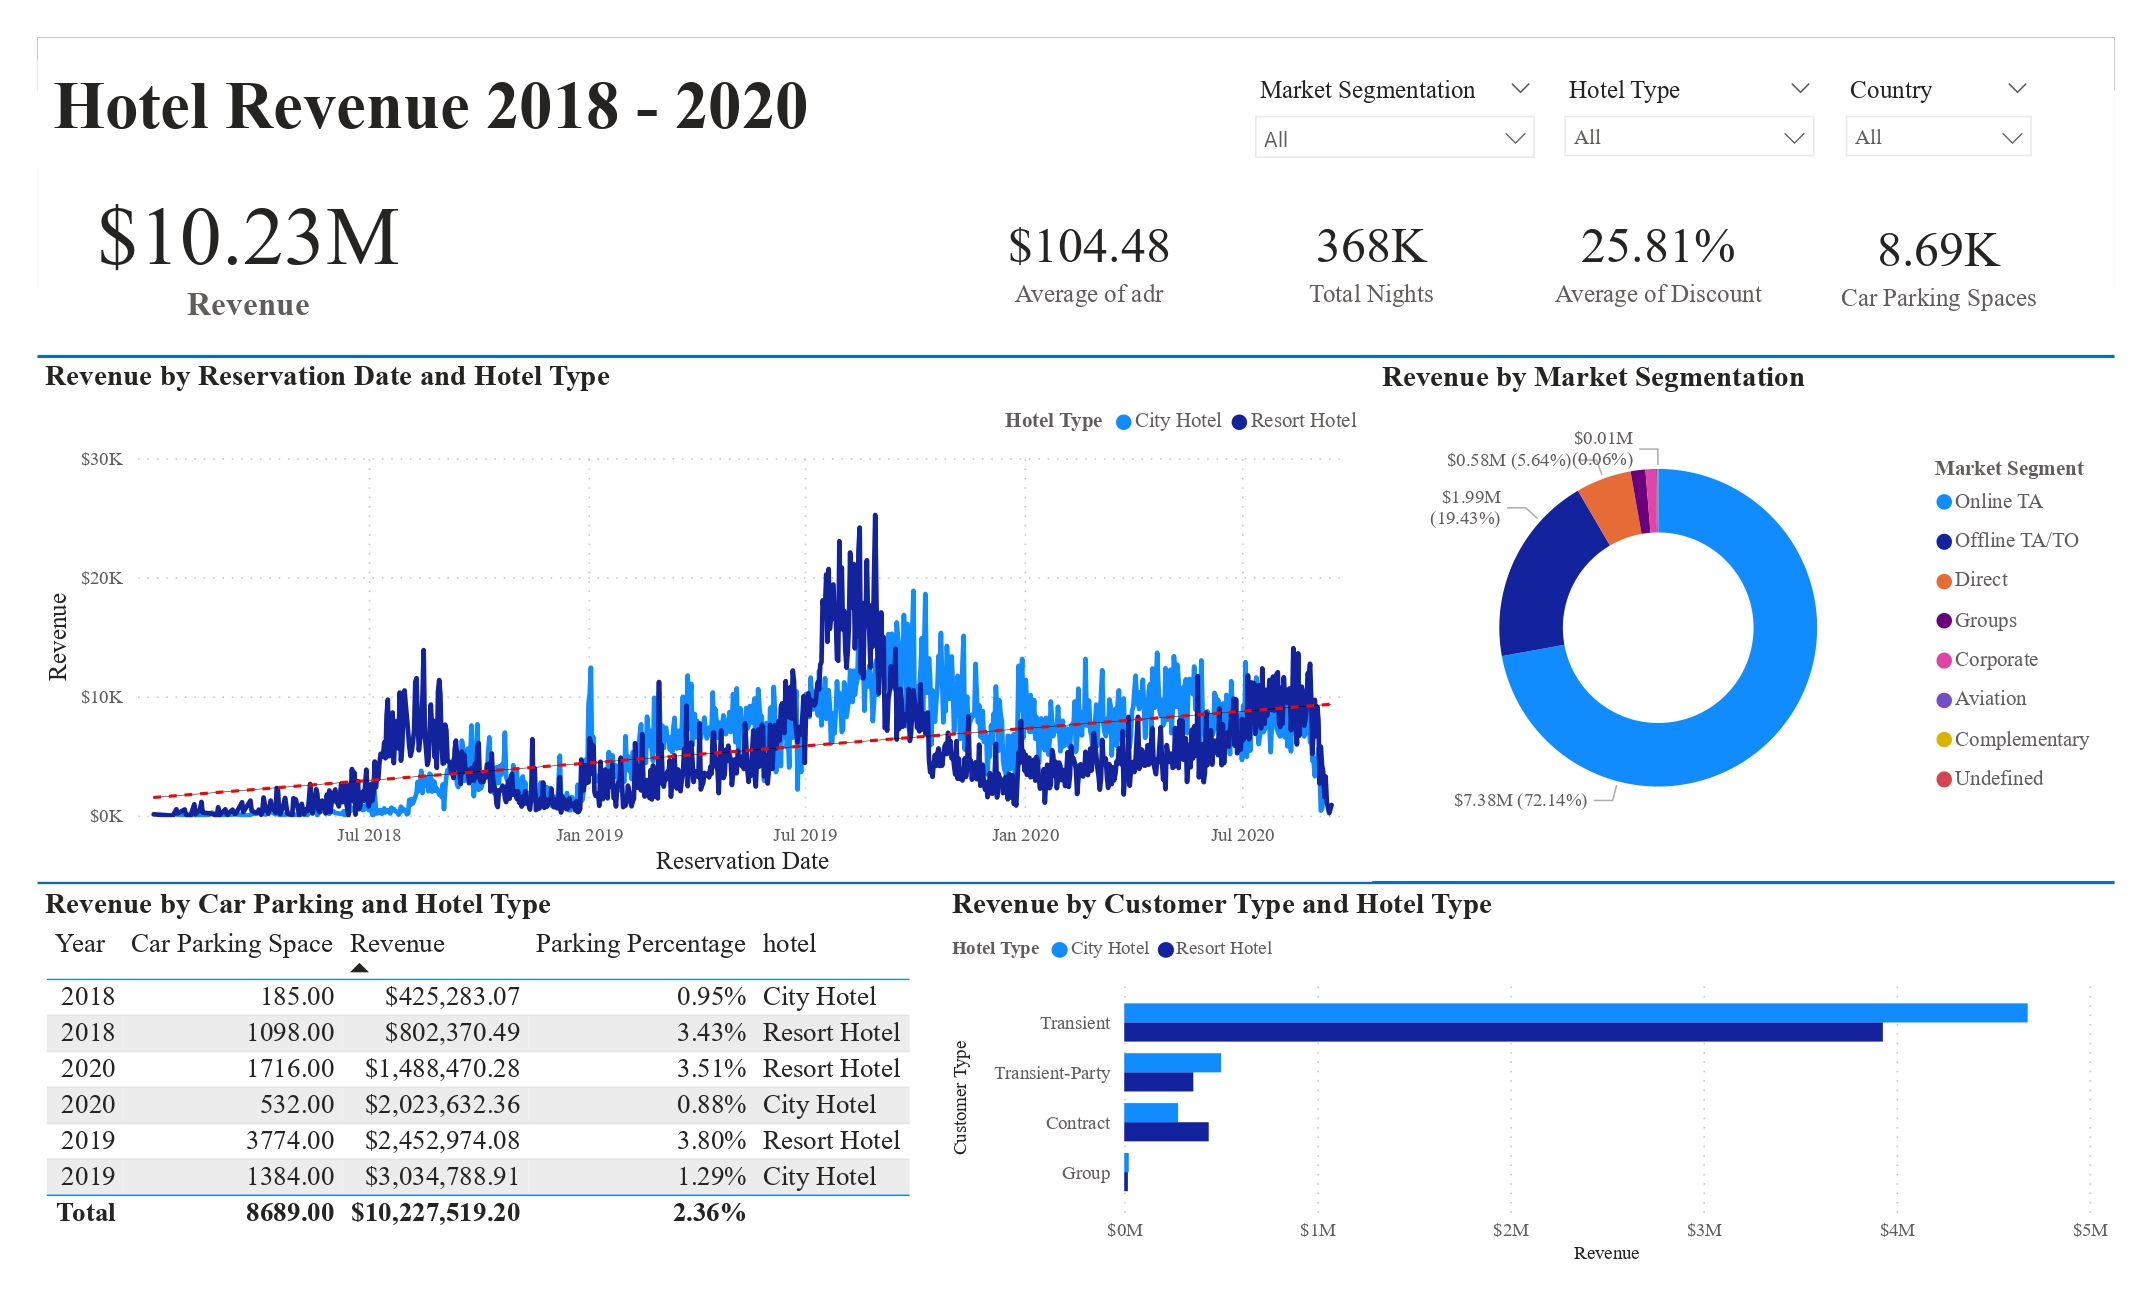 Hotel Revenue 2018 - 2020
Market Segmentation
Hotel Type
Country
All
All
All
$10.23M
Revenue
$104.48
Average of adr
368K
Total Nights
25.81%
Average of Discount
8.69K
Car Parking Spaces
Revenue by Reservation Date and Hotel Type
Hotel Type City Hotel Resort Hotel
$30K
$20K
$10K
$0K
Revenue
Jul 2018 Jan 2019 Jul 2019 Jan 2020 Jul 2020
Reservation Date
Revenue by Market Segmentation
$0.01M
(0.06%)
$0.58M (5.64%)
$1.99M
(19.43%)
$7.38M (72.14%)
Market Segment
Online TA
Offline TA/TO
Direct
Groups
Corporate
Aviation
Complementary
Undefined
Revenue by Car Parking and Hotel Type
Year Car Parking Space Revenue Parking Percentage hotel
2018 185.00 $425,283.07 0.95% City Hotel
2018 1098.00 $802,370.49 3.43% Resort Hotel
2020 1716.00 $1,488,470.28 3.51% Resort Hotel
2020 532.00 $2,023,632.36 0.88% City Hotel
2019 3774.00 $2,452,974.08 3.80% Resort Hotel
2019 1384.00 $3,034,788.91 1.29% City Hotel
Total 8689.00 $10,227,519.20 2.36%
Revenue by Customer Type and Hotel Type
Hotel Type City Hotel Resort Hotel
Customer Type
Transient
Transient-Party
Contract
Group
$0M $1M $2M $3M $4M $5M
Revenue